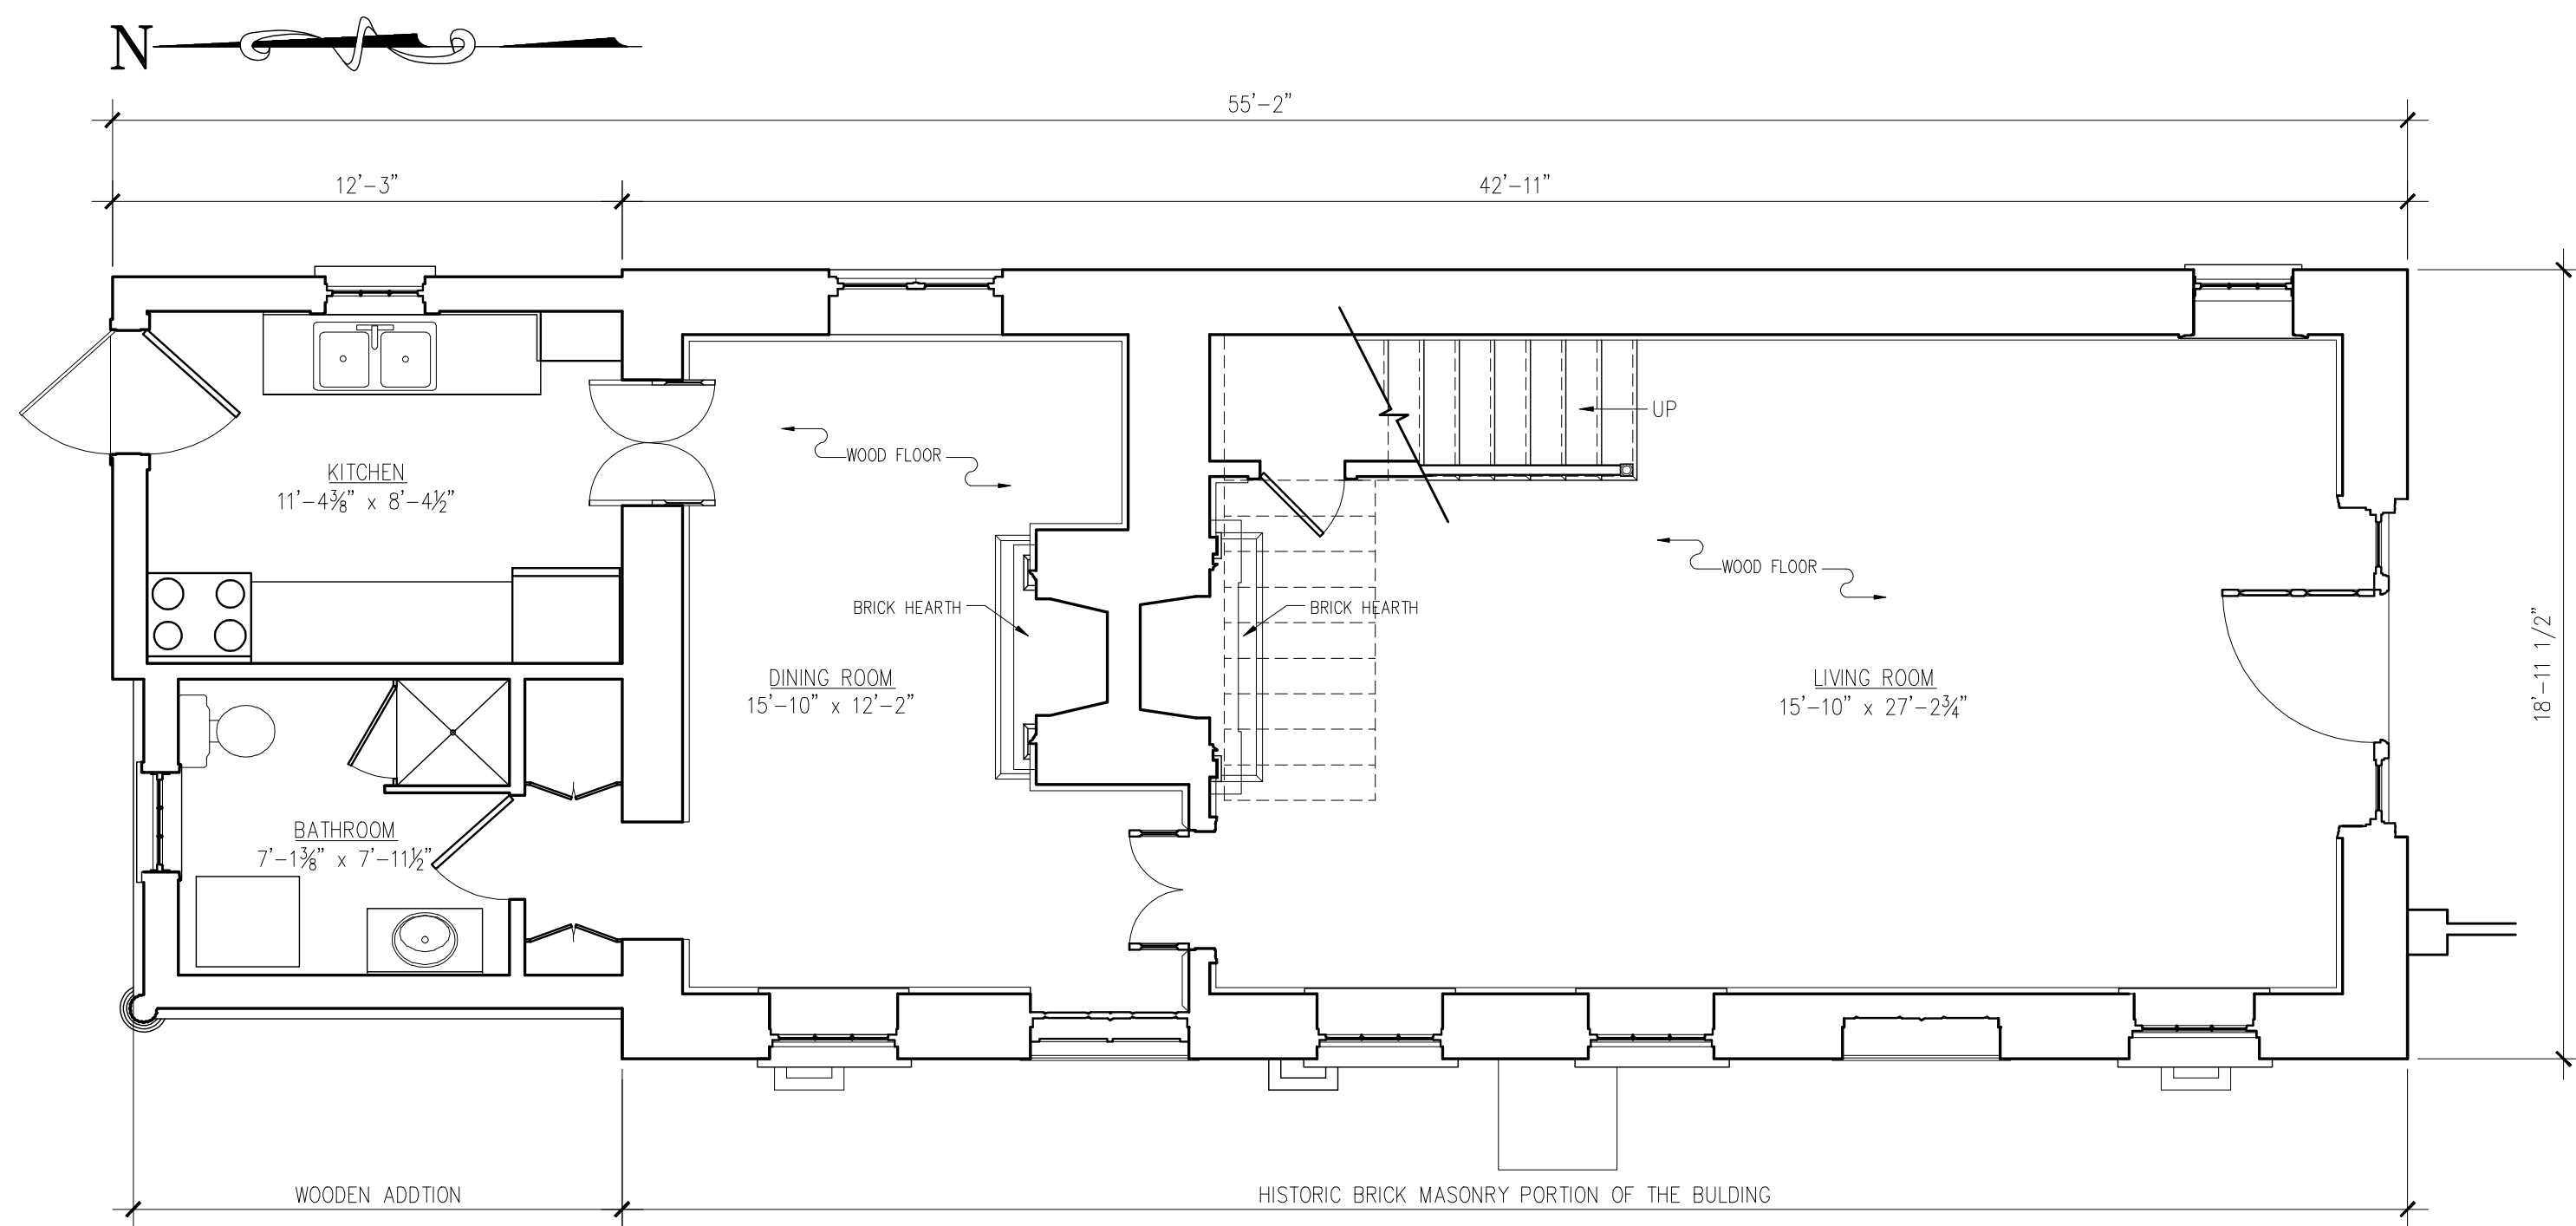 N
55'-2"
12'-3"
42'-11"
UP
WOOD FLOOR
KITCHEN
11'-4⅜" x 8'-4½"
WOOD FLOOR
BRICK HEARTH
BRICK HEARTH
18'-11 1/2"
DINING ROOM
15'-10" x 12'-2"
LIVING ROOM
15'-10" x 27'-2¾"
BATHROOM
7'-1⅜" x 7'-11½"
WOODEN ADDTION
HISTORIC BRICK MASONRY PORTION OF THE BULDING